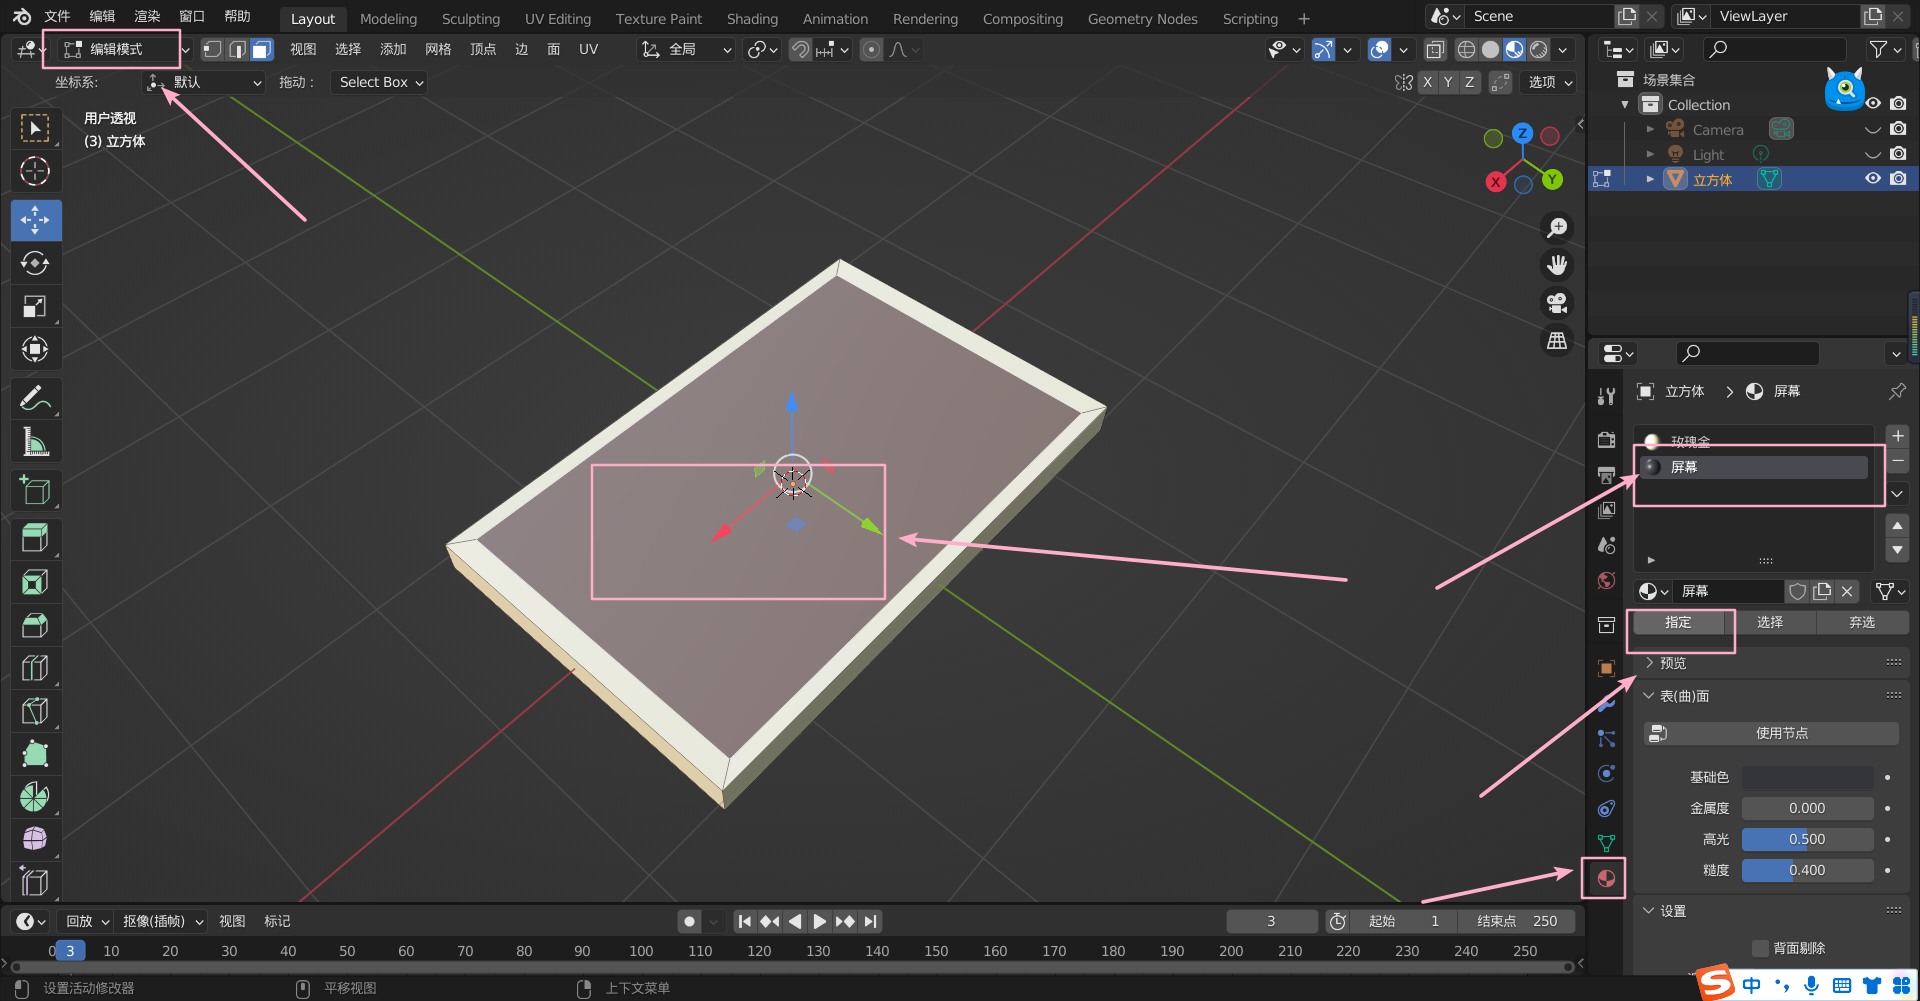 文件 编辑 渲染 窗口 帮助 Layout Modeling Sculpting UV Editing Texture Paint Shading Animation Rendering Compositing Geometry Nodes Scripting + Scene ViewLayer
编辑模式 视图 选择 添加 网格 顶点 边 面 UV 全局
坐标系: 默认 拖动: Select Box X Y Z 选项
用户透视
(3) 立方体
Z
X
Y
场景集合
Collection
Camera
Light
立方体
立方体 > 屏幕
玫瑰金
屏幕
屏幕
指定 选择 弃选
预览
表(曲)面
使用节点
基础色
金属度 0.000
高光 0.500
糙度 0.400
设置
背面剔除
回放 抠像(插帧) 视图 标记 3 起始 1 结束点 250
0 3 10 20 30 40 50 60 70 80 90 100 110 120 130 140 150 160 170 180 190 200 210 220 230 240 250
设置活动修改器 平移视图 上下文菜单
S 中